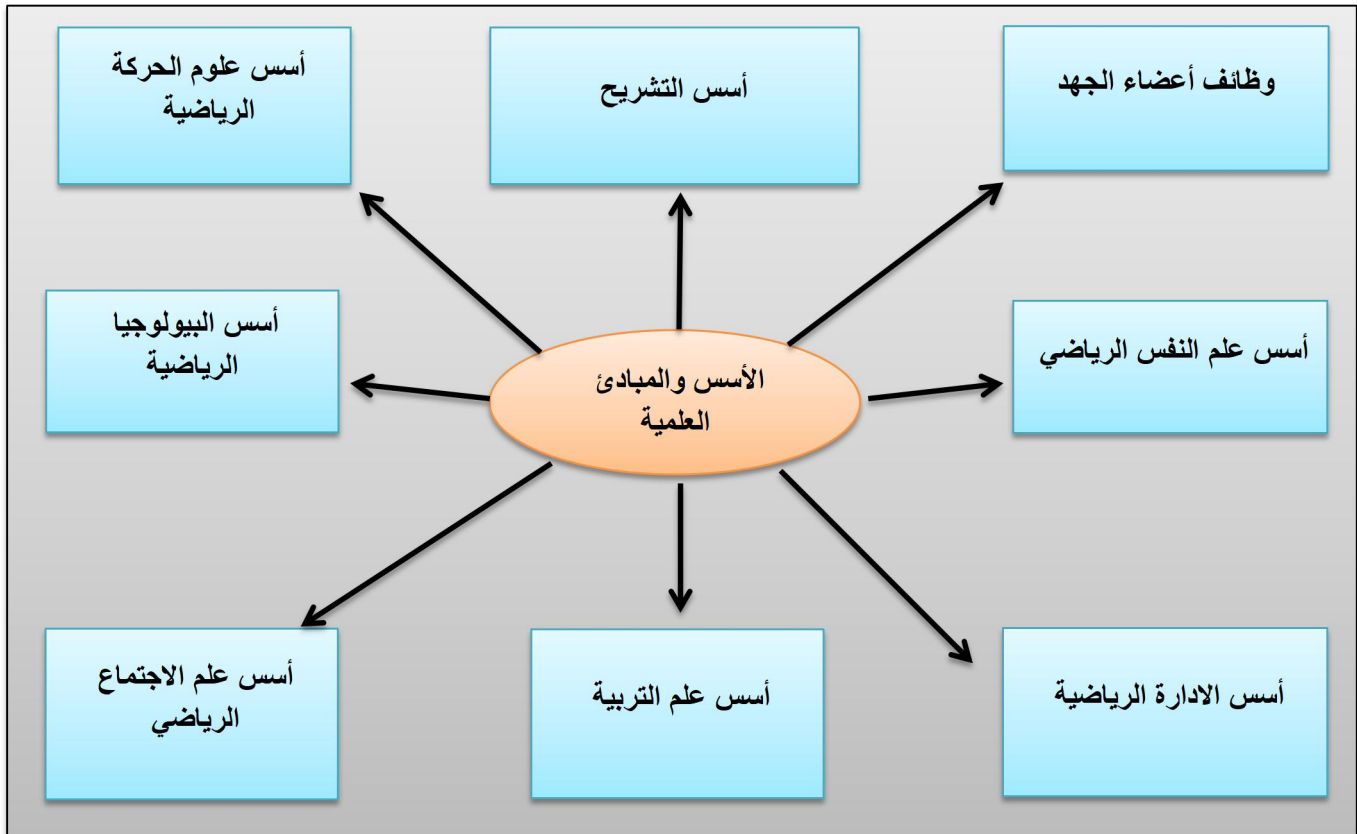 وظائف أعضاء الجهد
أسس التشريح
أسس علوم الحركة
الرياضية
أسس علم النفس الرياضي
الأسس والمبادئ
العلمية
أسس البيولوجيا
الرياضية
أسس الادارة الرياضية
أسس علم التربية
أسس علم الاجتماع
الرياضي